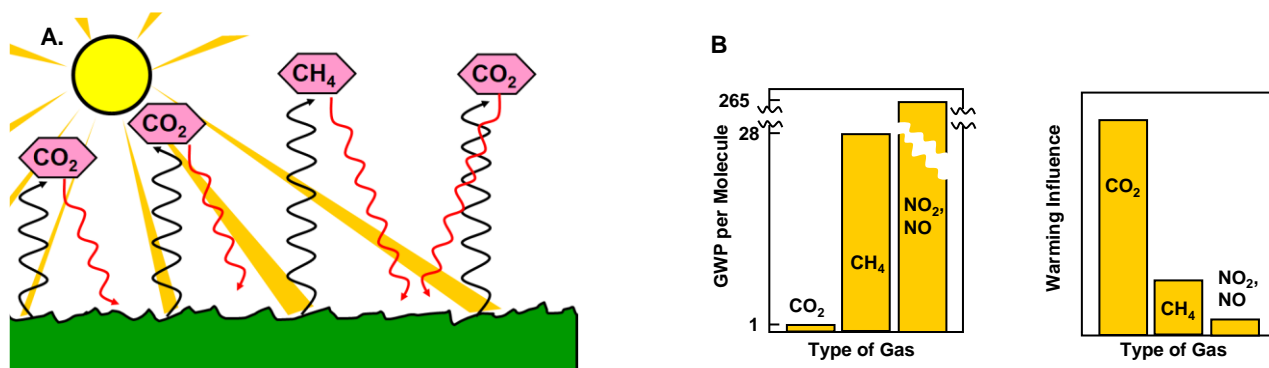 A.
CO₂
CO₂
CH₄
CO₂
B
GWP per Molecule
265
28
1
CO₂
CH₄
NO₂,
NO
Type of Gas
Warming Influence
CO₂
CH₄
NO₂,
NO
Type of Gas